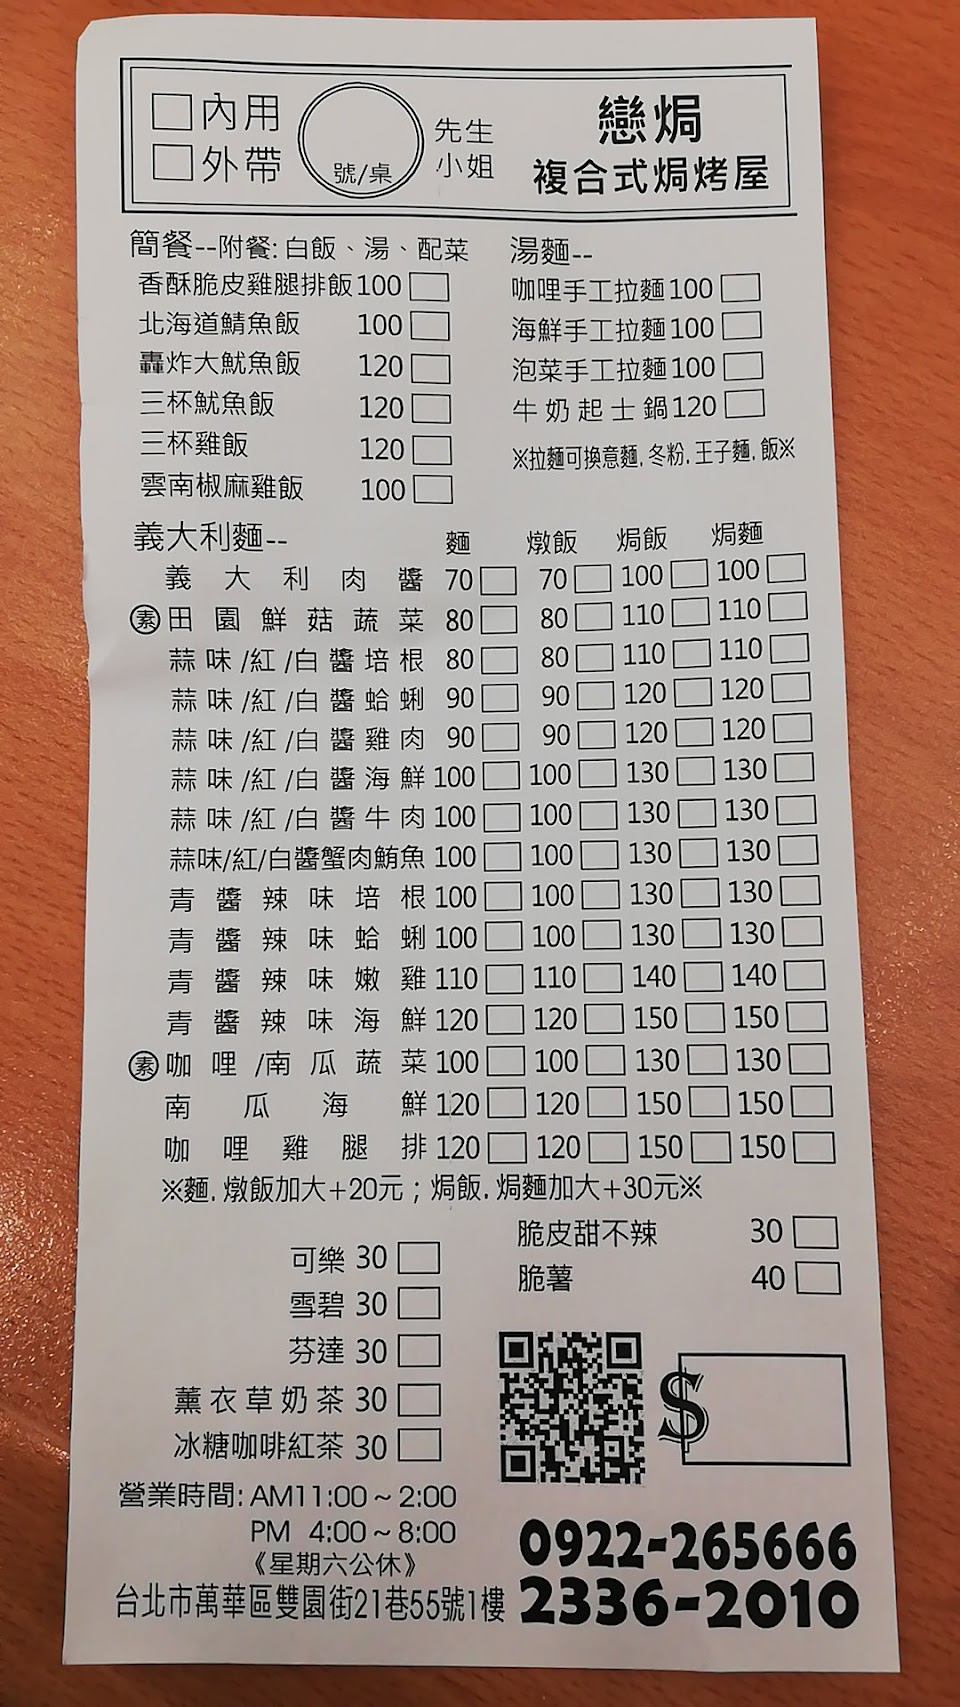 內用
外帶
號/桌
先生
小姐
戀焗
複合式焗烤屋
簡餐--附餐: 白飯、湯、配菜
香酥脆皮雞腿排飯100
北海道鯖魚飯 100
轟炸大魷魚飯 120
三杯魷魚飯 120
三杯雞飯 120
雲南椒麻雞飯 100
湯麵--
咖哩手工拉麵100
海鮮手工拉麵100
泡菜手工拉麵100
牛奶起士鍋120
※拉麵可換意麵, 冬粉, 王子麵, 飯※
義大利麵-- 麵 燉飯 焗飯 焗麵
義大利肉醬 70 70 100 100
素 田園鮮菇蔬菜 80 80 110 110
蒜味/紅/白醬培根 80 80 110 110
蒜味/紅/白醬蛤蜊 90 90 120 120
蒜味/紅/白醬雞肉 90 90 120 120
蒜味/紅/白醬海鮮 100 100 130 130
蒜味/紅/白醬牛肉 100 100 130 130
蒜味/紅/白醬蟹肉鮪魚 100 100 130 130
青醬辣味培根 100 100 130 130
青醬辣味蛤蜊 100 100 130 130
青醬辣味嫩雞 110 110 140 140
青醬辣味海鮮 120 120 150 150
素 咖哩/南瓜蔬菜 100 100 130 130
南瓜海鮮 120 120 150 150
咖哩雞腿排 120 120 150 150
※麵, 燉飯加大+20元；焗飯, 焗麵加大+30元※
可樂 30
雪碧 30
芬達 30
薰衣草奶茶 30
冰糖咖啡紅茶 30
脆皮甜不辣 30
脆薯 40
$
營業時間: AM11:00~2:00
PM 4:00~8:00
《星期六公休》
台北市萬華區雙園街21巷55號1樓
0922-265666
2336-2010